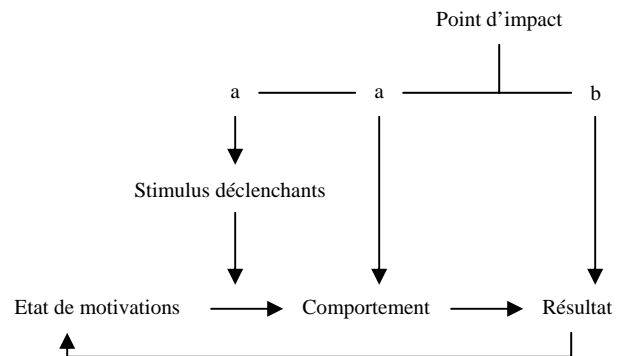 Point d'impact
a a b
Stimulus déclenchants
Etat de motivations Comportement Résultat